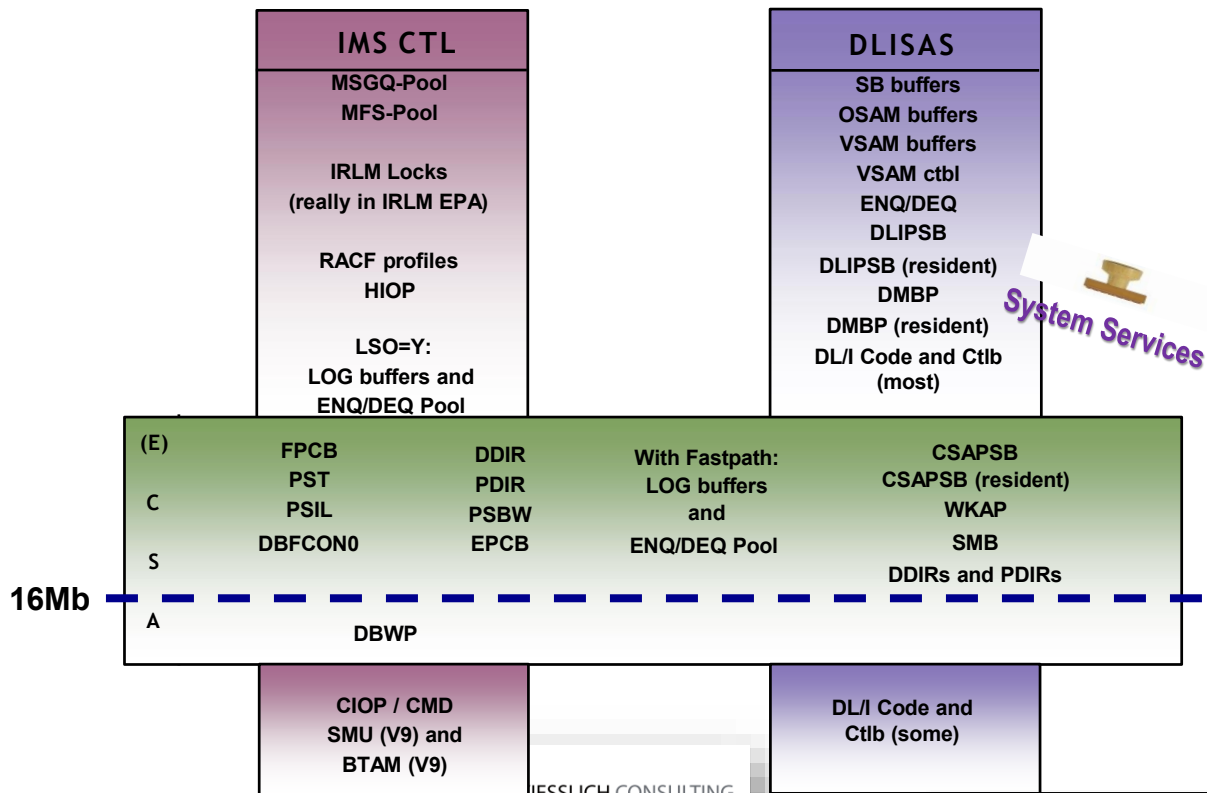 IMS CTL
MSGQ-Pool
MFS-Pool
IRLM Locks
(really in IRLM EPA)
RACF profiles
HIOP
LSO=Y:
LOG buffers and
ENQ/DEQ Pool
DLISAS
SB buffers
OSAM buffers
VSAM buffers
VSAM ctbl
ENQ/DEQ
DLIPSB
DLIPSB (resident)
DMBP
DMBP (resident)
DL/I Code and Ctlb
(most)
System Services
(E)
C
S
A
FPCB
PST
PSIL
DBFCON0
DDIR
PDIR
PSBW
EPCB
With Fastpath:
LOG buffers
and
ENQ/DEQ Pool
CSAPSB
CSAPSB (resident)
WKAP
SMB
DDIRs and PDIRs
16Mb
DBWP
CIOP / CMD
SMU (V9) and
BTAM (V9)
DL/I Code and
Ctlb (some)
CONSULTING